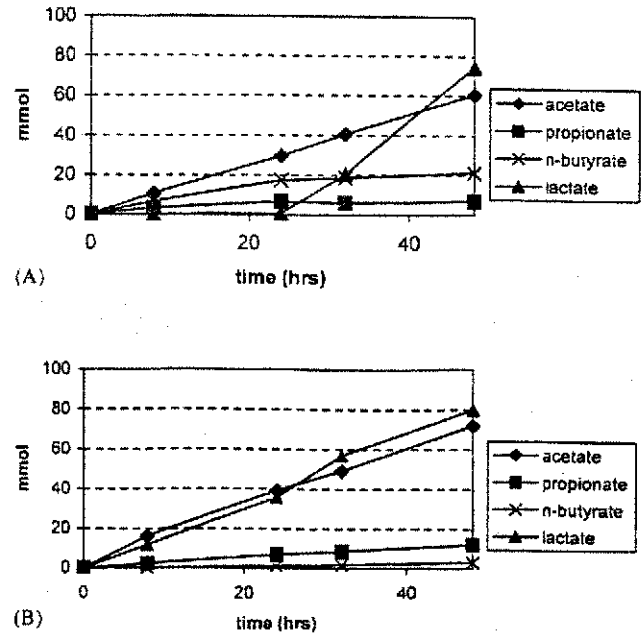 100
80
60
40
20
0
mmol
0 20 40
time (hrs)
acetate
propionate
n-butyrate
lactate
(A)
100
80
60
40
20
0
mmol
0 20 40
time (hrs)
acetate
propionate
n-butyrate
lactate
(B)